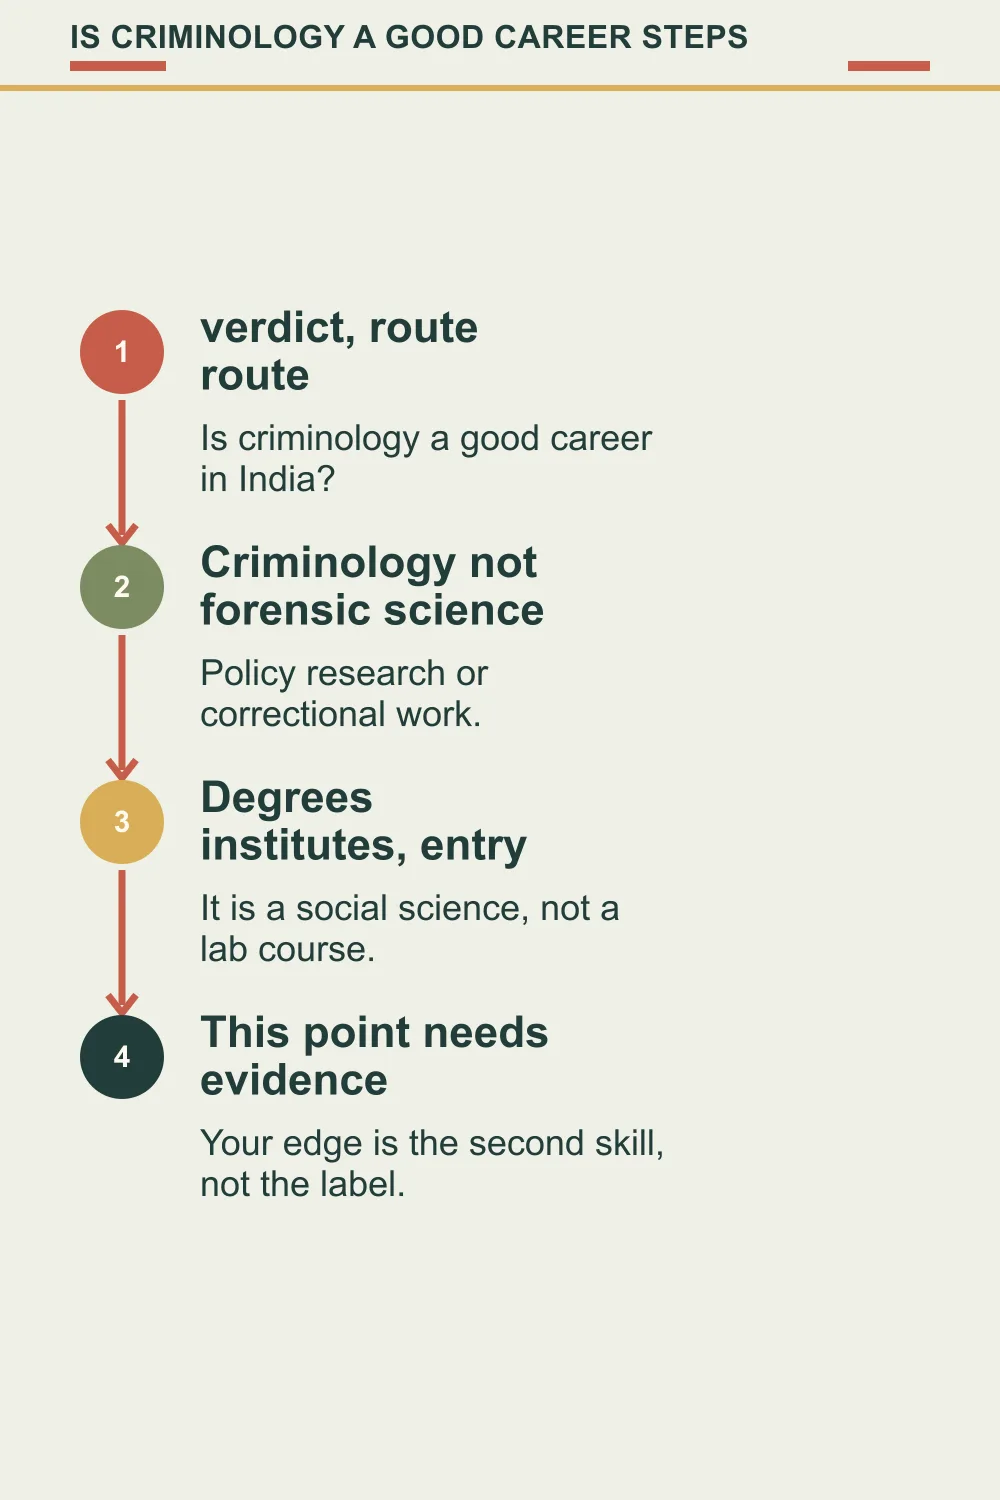 IS CRIMINOLOGY A GOOD CAREER STEPS
1
verdict, route
route
Is criminology a good career
in India?
2
Criminology not
forensic science
Policy research or
correctional work.
3
Degrees
institutes, entry
It is a social science, not a
lab course.
4
This point needs
evidence
Your edge is the second skill,
not the label.